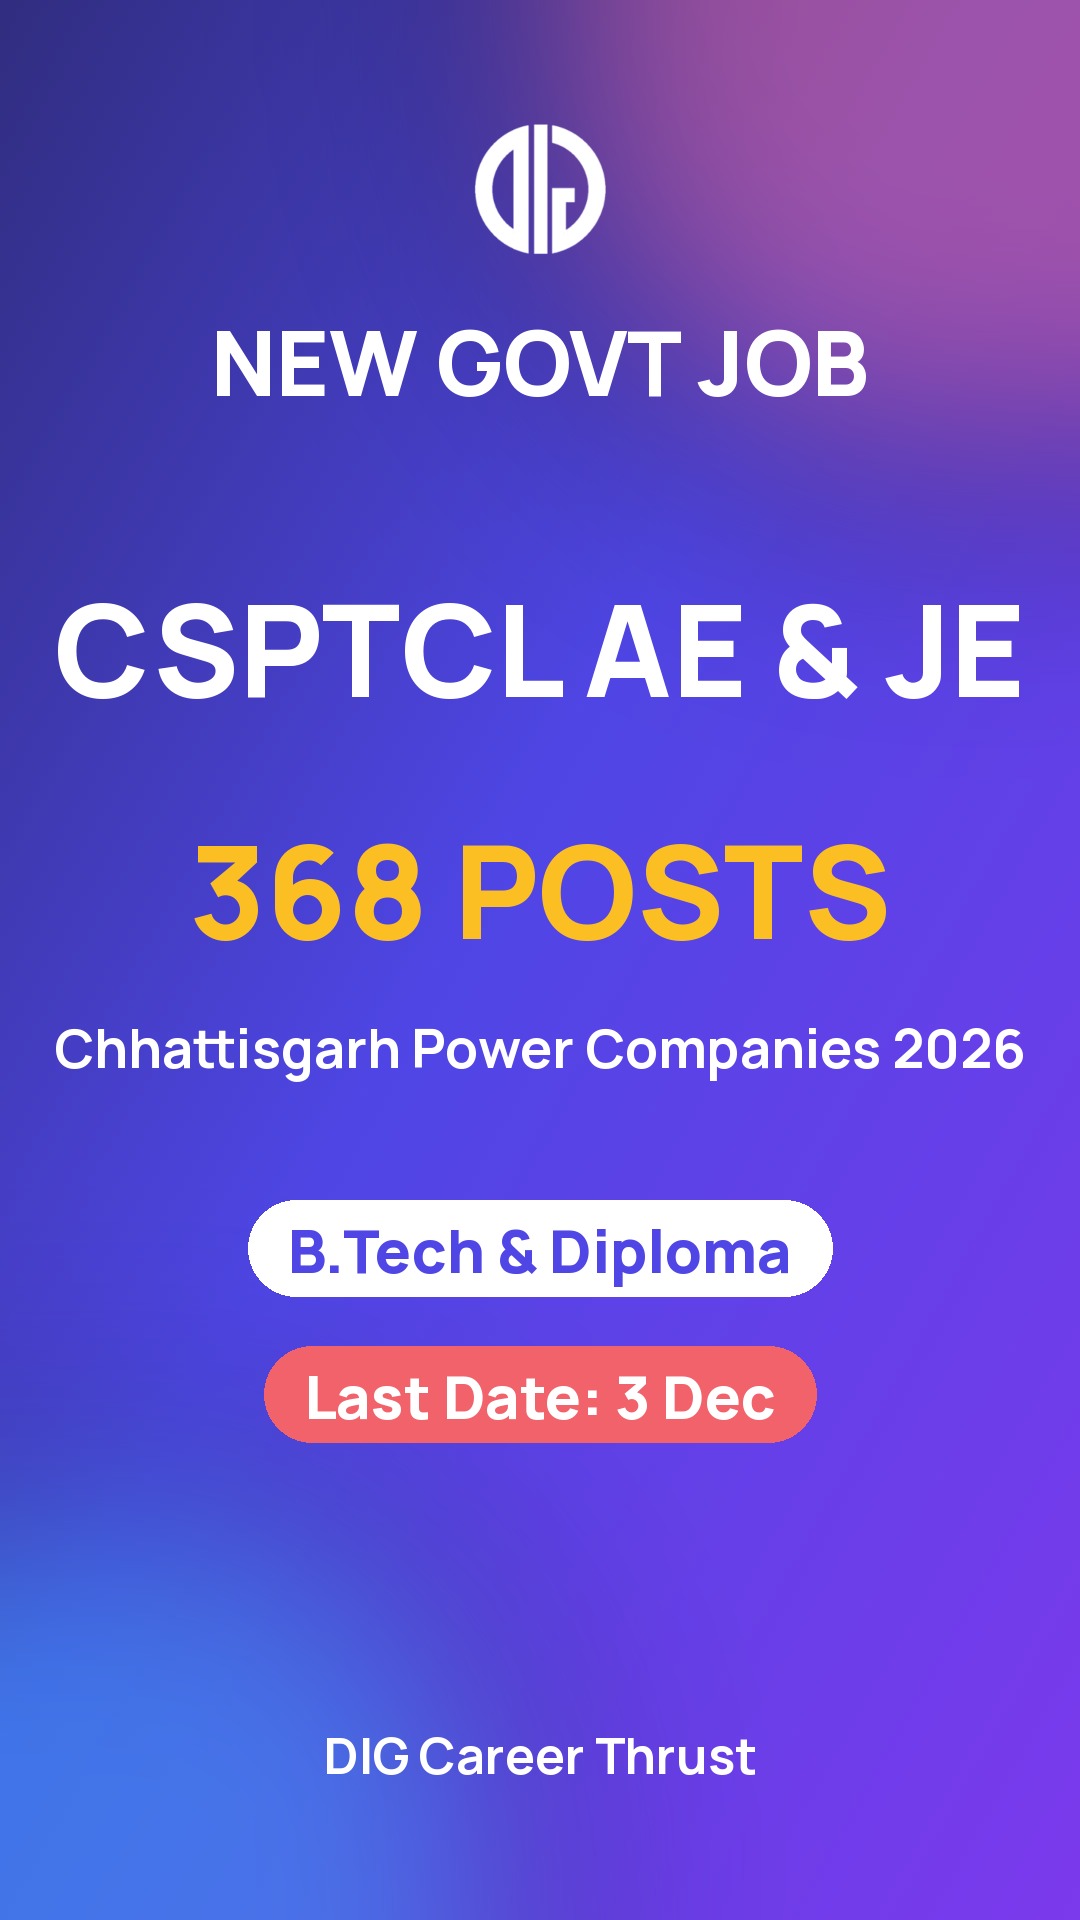 DIG
NEW GOVT JOB
CSPTCL AE & JE
368 POSTS
Chhattisgarh Power Companies 2026
B.Tech & Diploma
Last Date: 3 Dec
DIG Career Thrust